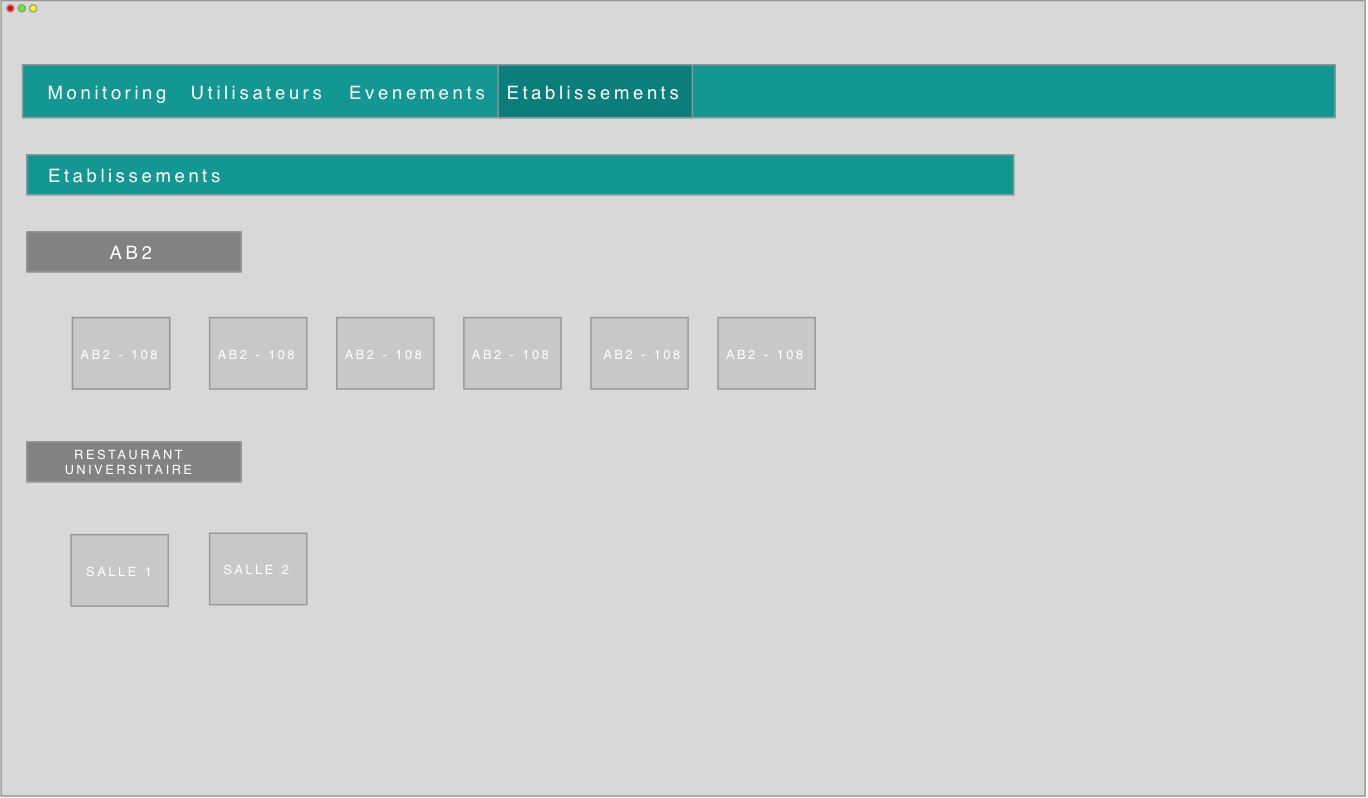 Monitoring Utilisateurs Evenements Etablissements
Etablissements
AB2
AB2 - 108 AB2 - 108 AB2 - 108 AB2 - 108 AB2 - 108 AB2 - 108
RESTAURANT
UNIVERSITAIRE
SALLE 1 SALLE 2